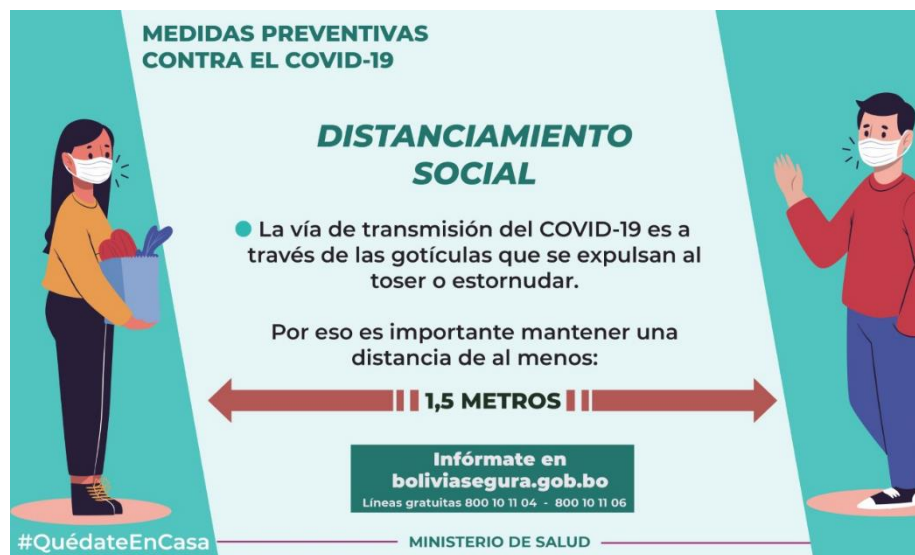 MEDIDAS PREVENTIVAS
CONTRA EL COVID-19
DISTANCIAMIENTO
SOCIAL
La vía de transmisión del COVID-19 es a
través de las gotículas que se expulsan al
toser o estornudar.
Por eso es importante mantener una
distancia de al menos:
1,5 METROS
Infórmate en
boliviasegura.gob.bo
Líneas gratuitas 800 10 11 04 - 800 10 11 06
#QuédateEnCasa
MINISTERIO DE SALUD